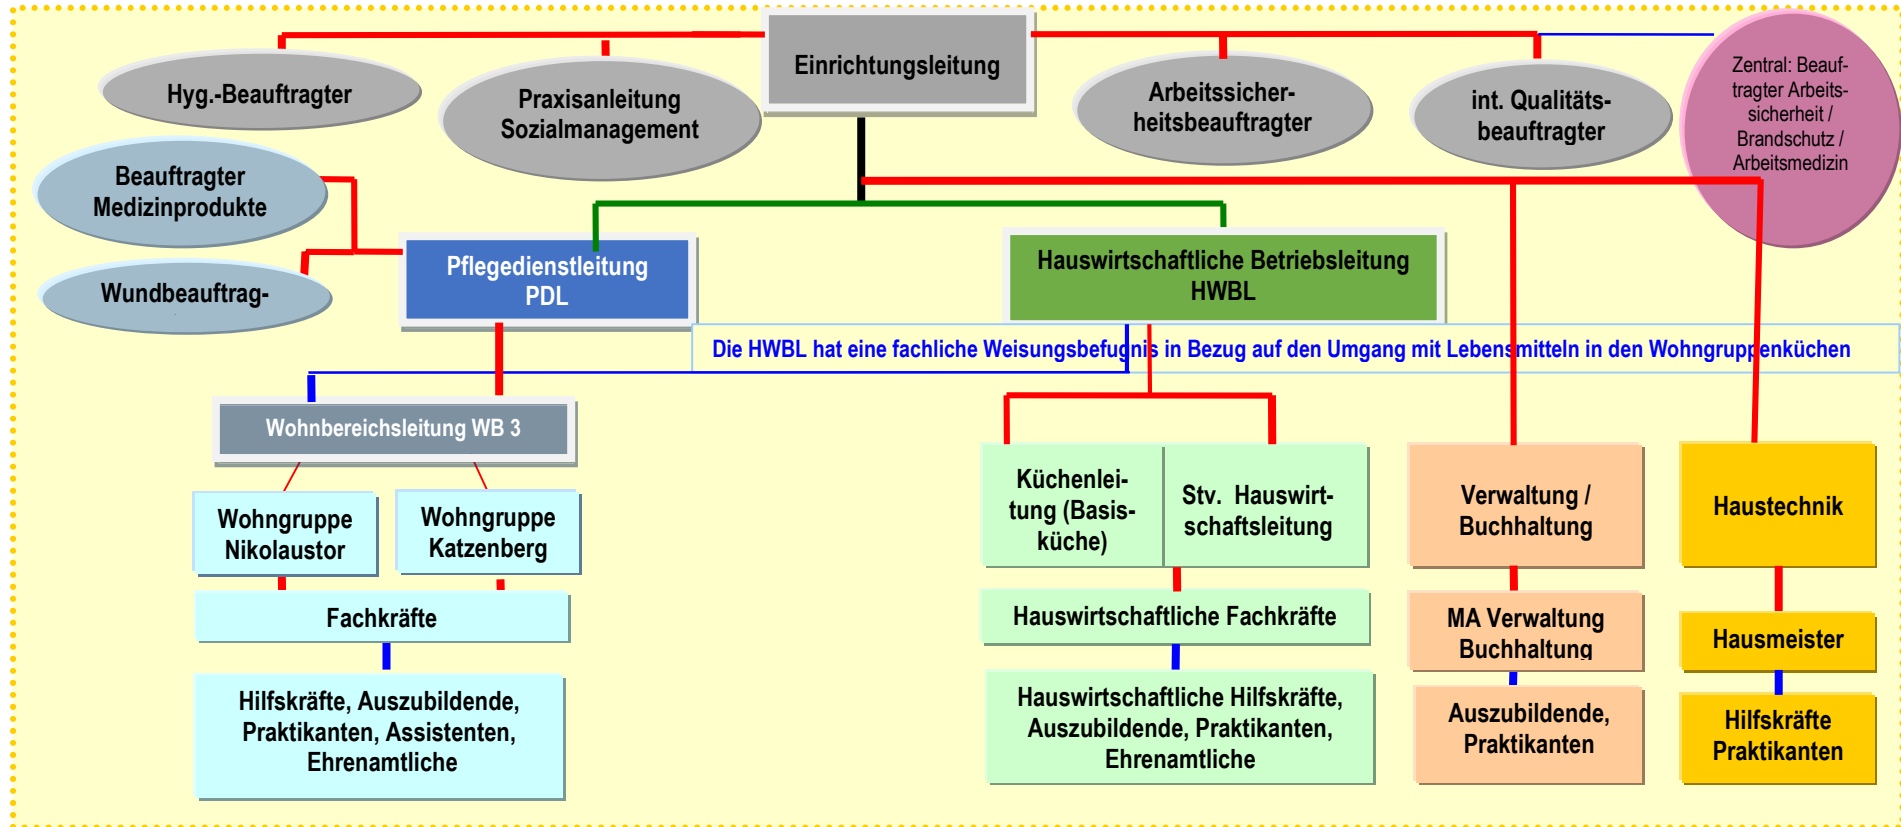 Einrichtungsleitung
Hyg.-Beauftragter
Praxisanleitung
Sozialmanagement
Arbeitssicher-
heitsbeauftragter
int. Qualitäts-
beauftragter
Zentral: Beauf-
tragter Arbeits-
sicherheit /
Brandschutz /
Arbeitsmedizin
Beauftragter
Medizinprodukte
Wundbeauftrag-
Pflegedienstleitung
PDL
Hauswirtschaftliche Betriebsleitung
HWBL
Die HWBL hat eine fachliche Weisungsbefugnis in Bezug auf den Umgang mit Lebensmitteln in den Wohngruppenküchen
Wohnbereichsleitung WB 3
Wohngruppe
Nikolaustor
Wohngruppe
Katzenberg
Fachkräfte
Hilfskräfte, Auszubildende,
Praktikanten, Assistenten,
Ehrenamtliche
Küchenlei-
tung (Basis-
küche)
Stv. Hauswirt-
schaftsleitung
Hauswirtschaftliche Fachkräfte
Hauswirtschaftliche Hilfskräfte,
Auszubildende, Praktikanten,
Ehrenamtliche
Verwaltung /
Buchhaltung
MA Verwaltung
Buchhaltung
Auszubildende,
Praktikanten
Haustechnik
Hausmeister
Hilfskräfte
Praktikanten